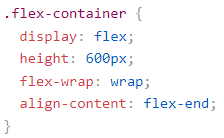 .flex-container {
  display: flex;
  height: 600px;
  flex-wrap: wrap;
  align-content: flex-end;
}